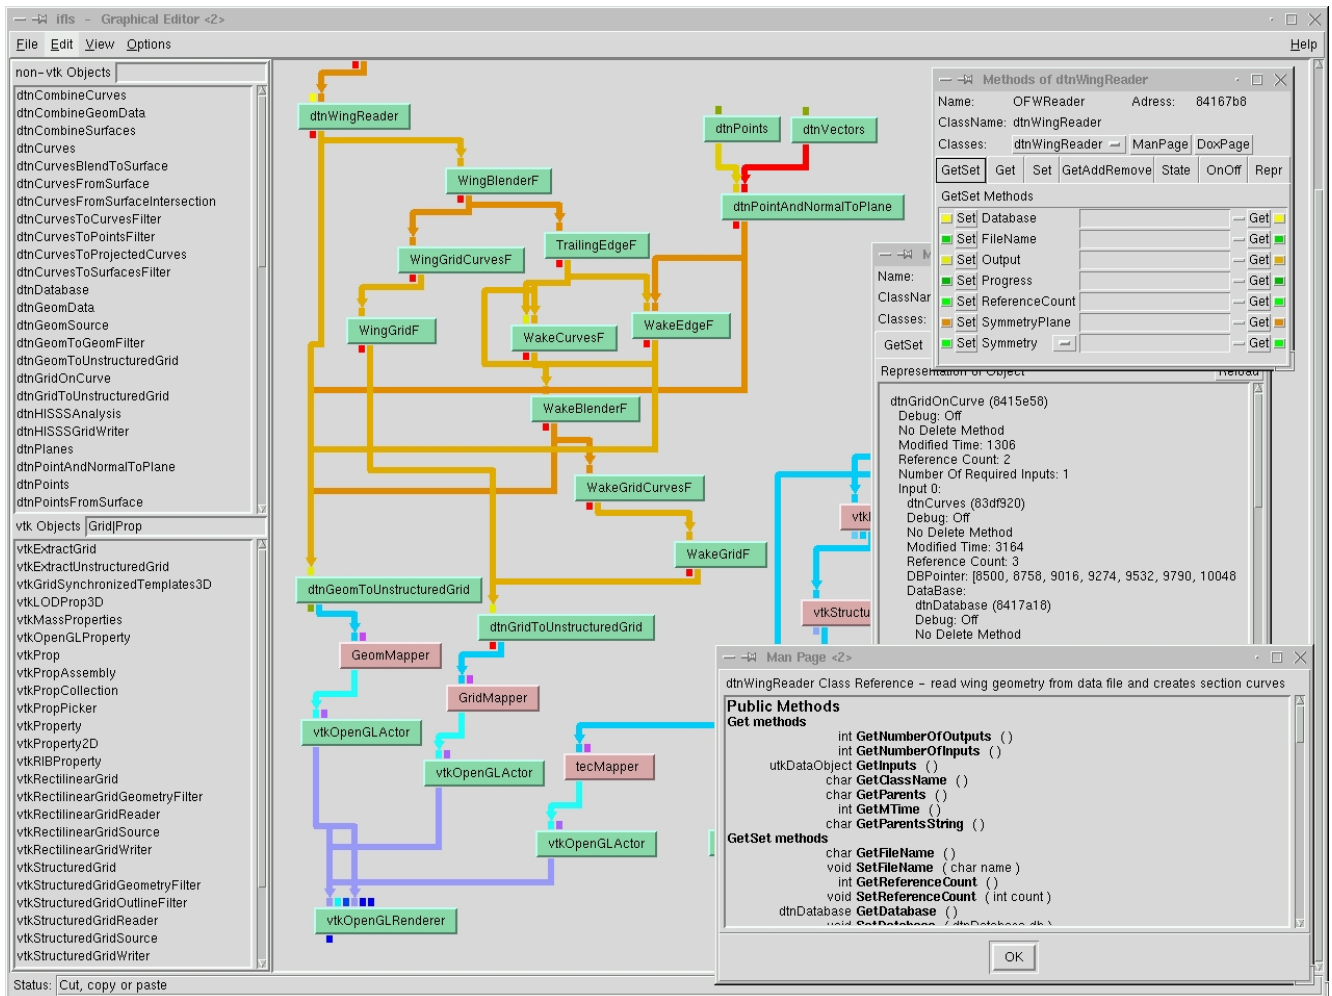 ifls - Graphical Editor <2>
File Edit View Options Help
non-vtk Objects
dtnCombineCurves
dtnCombineGeomData
dtnCombineSurfaces
dtnCurves
dtnCurvesBlendToSurface
dtnCurvesFromSurface
dtnCurvesFromSurfaceIntersection
dtnCurvesToCurvesFilter
dtnCurvesToPointsFilter
dtnCurvesToProjectedCurves
dtnCurvesToSurfacesFilter
dtnDatabase
dtnGeomData
dtnGeomSource
dtnGeomToGeomFilter
dtnGeomToUnstructuredGrid
dtnGridOnCurve
dtnGridToUnstructuredGrid
dtnHISSSAnalysis
dtnHISSGridWriter
dtnPlanes
dtnPointAndNormalToPlane
dtnPoints
dtnPointsFromSurface
vtk Objects Grid|Prop
vtkExtractGrid
vtkExtractUnstructuredGrid
vtkGridSynchronizedTemplates3D
vtkLODProp3D
vtkMassProperties
vtkOpenGLProperty
vtkProp
vtkPropAssembly
vtkPropCollection
vtkPropPicker
vtkProperty
vtkProperty2D
vtkRIBProperty
vtkRectilinearGrid
vtkRectilinearGridGeometryFilter
vtkRectilinearGridReader
vtkRectilinearGridSource
vtkRectilinearGridWriter
vtkStructuredGrid
vtkStructuredGridGeometryFilter
vtkStructuredGridOutlineFilter
vtkStructuredGridReader
vtkStructuredGridSource
vtkStructuredGridWriter
Status: Cut, copy or paste
dtnWingReader
dtnPoints
dtnVectors
WingBlenderF
dtnPointAndNormalToPlane
TrailingEdgeF
WingGridCurvesF
WingGridF
WakeCurvesF
WakeEdgeF
WakeBlenderF
WakeGridCurvesF
WakeGridF
dtnGeomToUnstructuredGrid
dtnGridToUnstructuredGrid
GeomMapper
GridMapper
vtkOpenGLActor
vtkOpenGLActor
tecMapper
vtkOpenGLActor
vtkOpenGLRenderer
vtkStructu
Methods of dtnWingReader
Name: OFWReader Adress: 84167b8
ClassName: dtnWingReader
Classes: dtnWingReader ManPage DoxPage
GetSet Get Set GetAddRemove State OnOff Repr
GetSet Methods
Set Database Get
Set FileName Get
Set Output Get
Set Progress Get
Set ReferenceCount Get
Set SymmetryPlane Get
Set Symmetry Get
M
Name:
ClassNar
Classes:
GetSet
Representation of Object Reload
dtnGridOnCurve (8415e58)
Debug: Off
No Delete Method
Modified Time: 1306
Reference Count: 2
Number Of Required Inputs: 1
Input 0:
dtnCurves (83df920)
Debug: Off
No Delete Method
Modified Time: 3164
Reference Count: 3
DBPointer: [8500, 8758, 9016, 9274, 9532, 9790, 10048
DataBase:
dtnDatabase (8417a18)
Debug: Off
No Delete Method
Man Page <2>
dtnWingReader Class Reference - read wing geometry from data file and creates section curves
Public Methods
Get methods
int GetNumberOfOutputs ()
int GetNumberOfInputs ()
utkDataObject GetInputs ()
char GetClassName ()
char GetParents ()
int GetMTime ()
char GetParentsString ()
GetSet methods
char GetFileName ()
void SetFileName ( char name )
int GetReferenceCount ()
void SetReferenceCount ( int count )
dtnDatabase GetDatabase ()
void SetDatabase ( dtnDatabase db )
OK